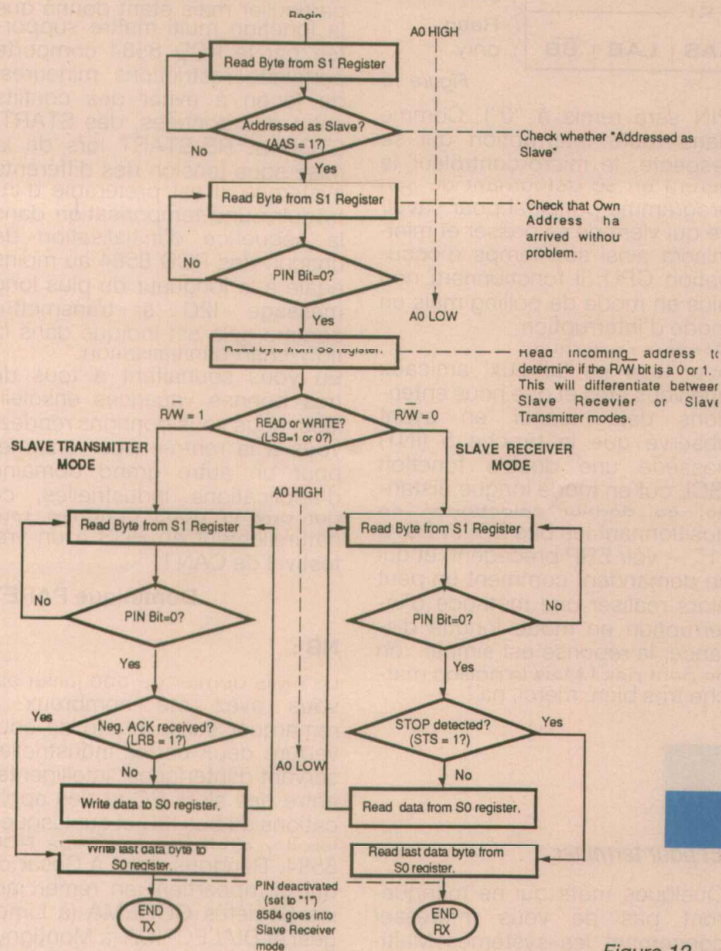 Begin
A0 HIGH
Read Byte from S1 Register
Addressed as Slave?
(AAS = 1?)
No
Yes
Check whether "Addressed as
Slave"
Read Byte from S1 Register
Check that Own
Address ha
arrived withou
problem.
No
PIN Bit=0?
Yes
A0 LOW
Read byte from S0 register.
Read incoming address to
determine if the R/W bit is a 0 or 1.
This will differentiate between
Slave Recevier or Slave
Transmitter modes.
R/W = 1
READ or WRITE?
(LSB=1 or 0?)
R/W = 0
SLAVE TRANSMITTER
MODE
SLAVE RECEIVER
MODE
A0 HIGH
Read Byte from S1 Register
Read Byte from S1 Register
No
PIN Bit=0?
No
PIN Bit=0?
Yes
Yes
Yes
Neg. ACK received?
(LRB = 1?)
STOP detected?
(STS = 1?)
Yes
No
A0 LOW
No
Write data to S0 register.
Read data from S0 register.
Write last data byte to
S0 register.
Read last data byte from
S0 register.
END
TX
PIN deactivated
(set to "1")
8584 goes into
Slave Receiver
mode
END
RX
Figure 12